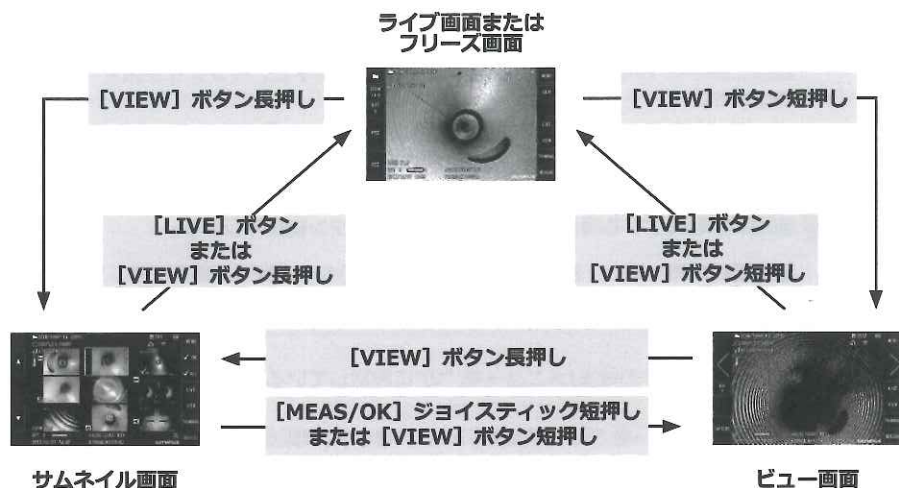 ライブ画面または
フリーズ画面
[VIEW] ボタン長押し
[VIEW] ボタン短押し
[LIVE] ボタン
または
[VIEW] ボタン長押し
[LIVE] ボタン
または
[VIEW] ボタン短押し
[VIEW] ボタン長押し
[MEAS/OK] ジョイスティック短押し
または [VIEW] ボタン短押し
サムネイル画面
ビュー画面